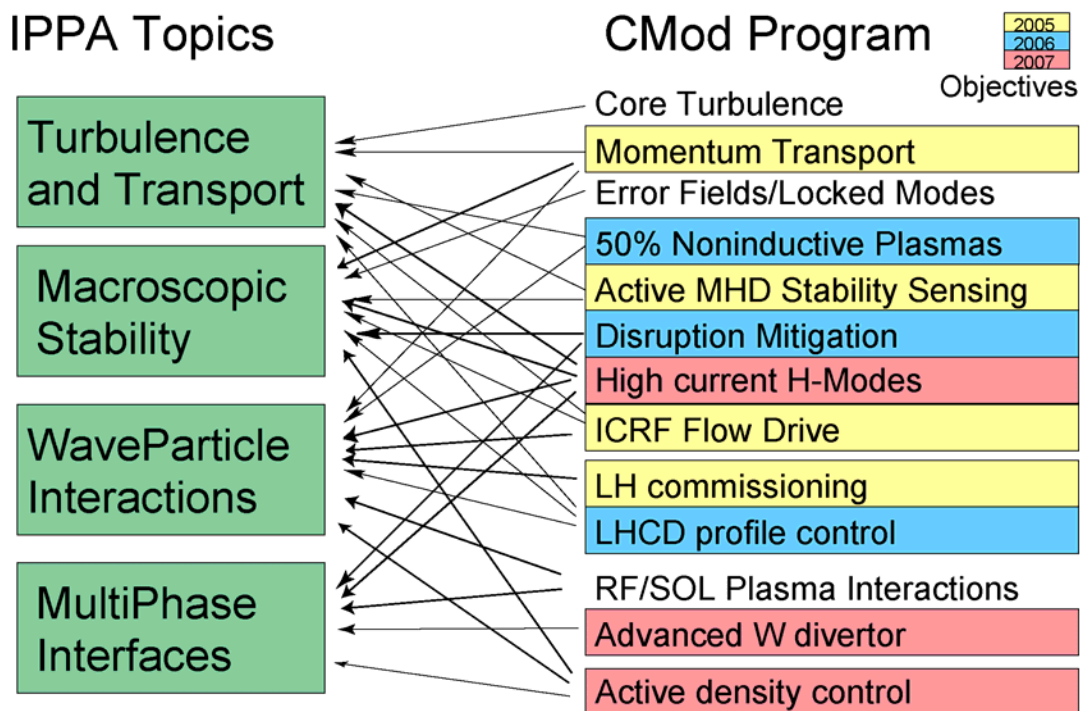 IPPA Topics
CMod Program
2005
2006
2007
Objectives
Turbulence
and Transport
Macroscopic
Stability
WaveParticle
Interactions
MultiPhase
Interfaces
Core Turbulence
Momentum Transport
Error Fields/Locked Modes
50% Noninductive Plasmas
Active MHD Stability Sensing
Disruption Mitigation
High current H-Modes
ICRF Flow Drive
LH commissioning
LHCD profile control
RF/SOL Plasma Interactions
Advanced W divertor
Active density control